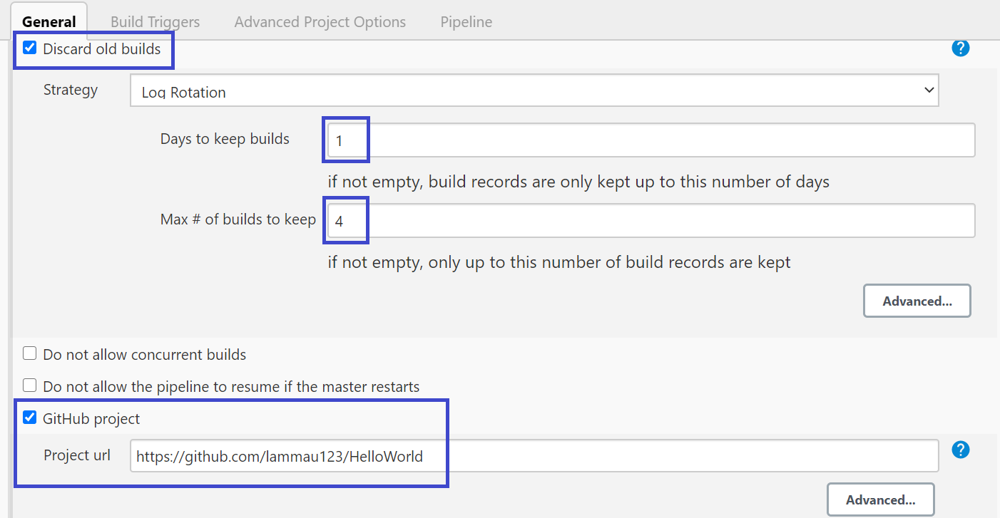 General Build Triggers Advanced Project Options Pipeline
Discard old builds ?
Strategy Log Rotation
Days to keep builds 1
if not empty, build records are only kept up to this number of days
Max # of builds to keep 4
if not empty, only up to this number of build records are kept
Advanced...
Do not allow concurrent builds
Do not allow the pipeline to resume if the master restarts
GitHub project
Project url https://github.com/lammau123/HelloWorld ?
Advanced...